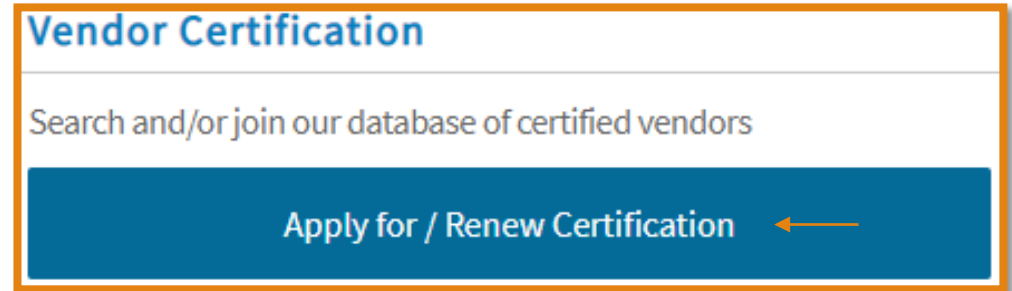 Vendor Certification
Search and/or join our database of certified vendors
Apply for / Renew Certification